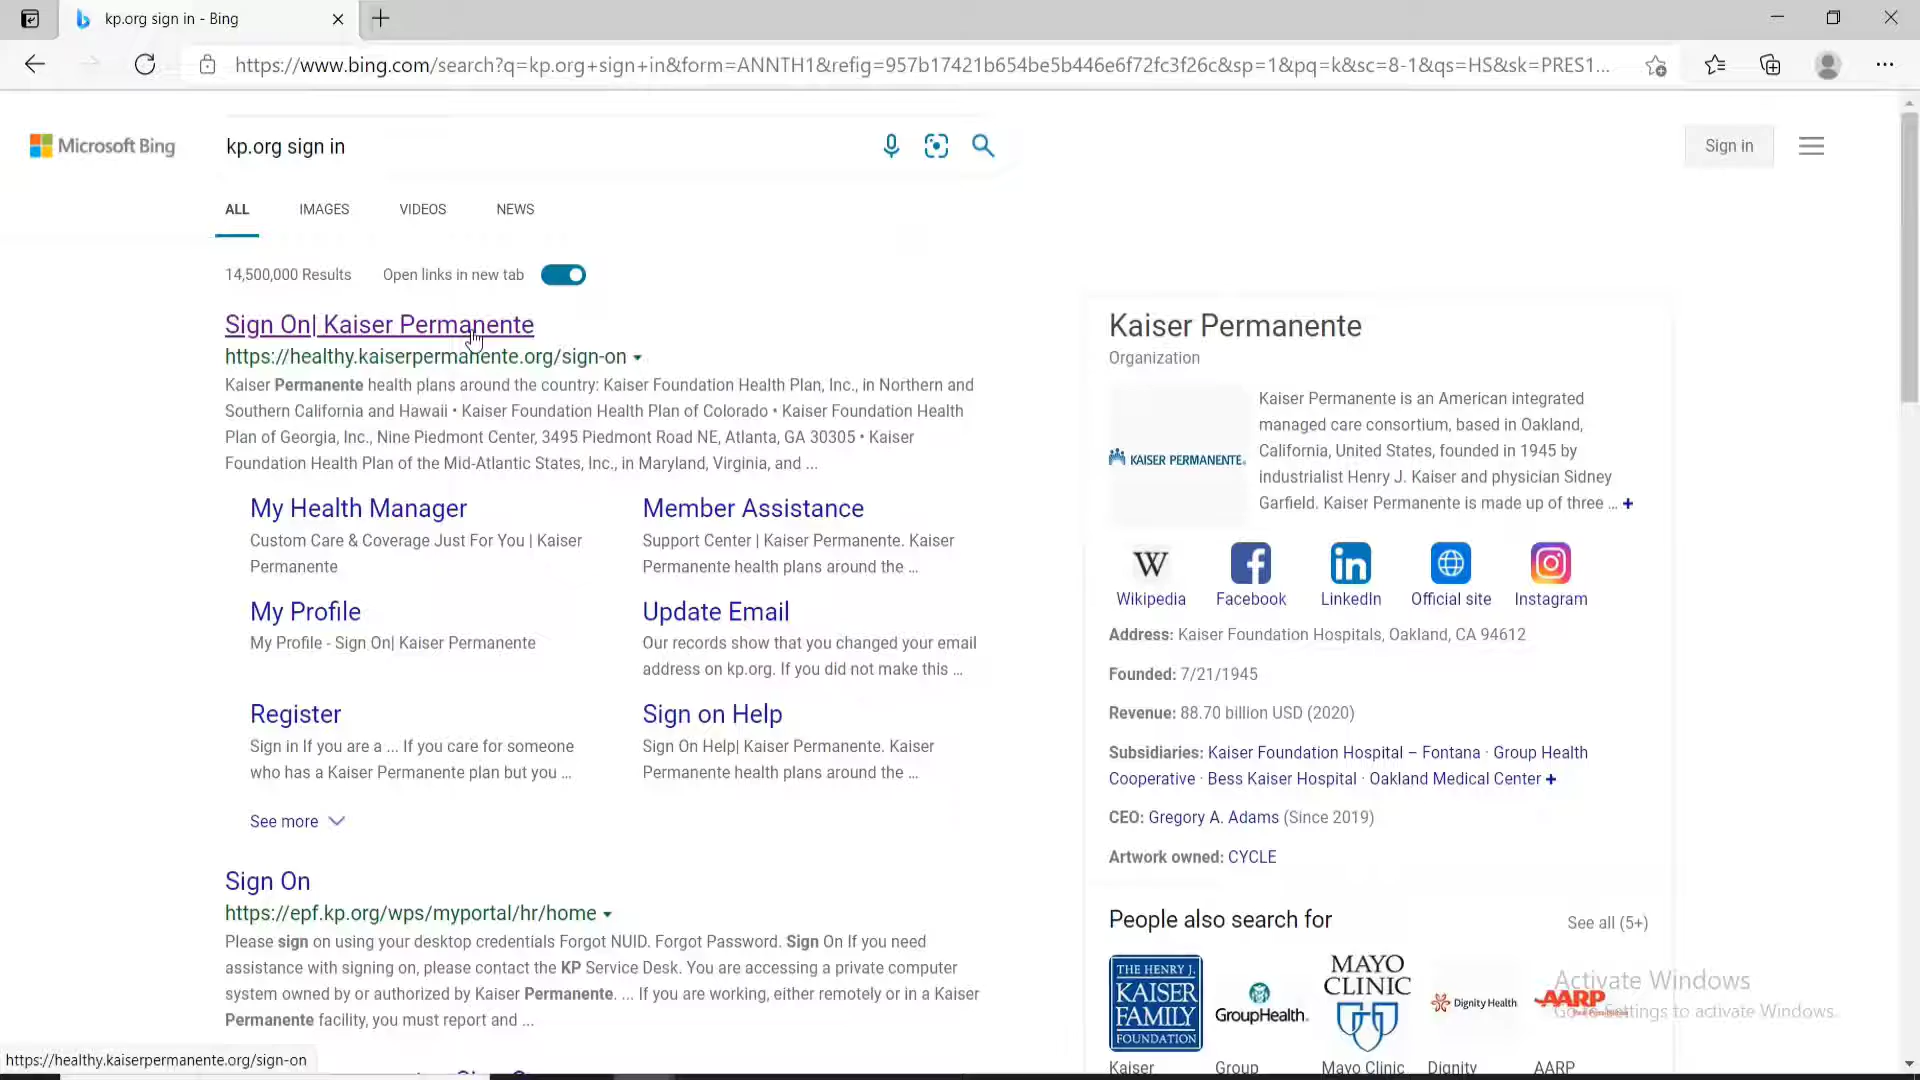 kp.org sign in - Bing
https://www.bing.com/search?q=kp.org+sign+in&form=ANNTH1&refig=957b17421b654be5b446e6f72fc3f26c&sp=1&pq=k&sc=8-1&qs=HS&sk=PRES1...
Microsoft Bing
kp.org sign in
Sign in
ALL IMAGES VIDEOS NEWS
14,500,000 Results Open links in new tab
Sign On| Kaiser Permanente
https://healthy.kaiserpermanente.org/sign-on
Kaiser Permanente health plans around the country: Kaiser Foundation Health Plan, Inc., in Northern and
Southern California and Hawaii • Kaiser Foundation Health Plan of Colorado • Kaiser Foundation Health
Plan of Georgia, Inc., Nine Piedmont Center, 3495 Piedmont Road NE, Atlanta, GA 30305 • Kaiser
Foundation Health Plan of the Mid-Atlantic States, Inc., in Maryland, Virginia, and ...
My Health Manager
Custom Care & Coverage Just For You | Kaiser
Permanente
Member Assistance
Support Center | Kaiser Permanente. Kaiser
Permanente health plans around the ...
My Profile
My Profile - Sign On| Kaiser Permanente
Update Email
Our records show that you changed your email
address on kp.org. If you did not make this ...
Register
Sign in If you are a ... If you care for someone
who has a Kaiser Permanente plan but you ...
Sign on Help
Sign On Help| Kaiser Permanente. Kaiser
Permanente health plans around the ...
See more
Sign On
https://epf.kp.org/wps/myportal/hr/home
Please sign on using your desktop credentials Forgot NUID. Forgot Password. Sign On If you need
assistance with signing on, please contact the KP Service Desk. You are accessing a private computer
system owned by or authorized by Kaiser Permanente. ... If you are working, either remotely or in a Kaiser
Permanente facility, you must report and ...
https://healthy.kaiserpermanente.org/sign-on
Kaiser Permanente
Organization
KAISER PERMANENTE.
Kaiser Permanente is an American integrated
managed care consortium, based in Oakland,
California, United States, founded in 1945 by
industrialist Henry J. Kaiser and physician Sidney
Garfield. Kaiser Permanente is made up of three ... +
W
Wikipedia Facebook LinkedIn Official site Instagram
Address: Kaiser Foundation Hospitals, Oakland, CA 94612
Founded: 7/21/1945
Revenue: 88.70 billion USD (2020)
Subsidiaries: Kaiser Foundation Hospital – Fontana · Group Health
Cooperative · Bess Kaiser Hospital · Oakland Medical Center +
CEO: Gregory A. Adams (Since 2019)
Artwork owned: CYCLE
People also search for See all (5+)
THE HENRY J.
KAISER
FAMILY
FOUNDATION
GroupHealth.
MAYO
CLINIC
Dignity Health
AARP
Kaiser Group Mayo Clinic Dignity AARP
Activate Windows
Go to Settings to activate Windows.